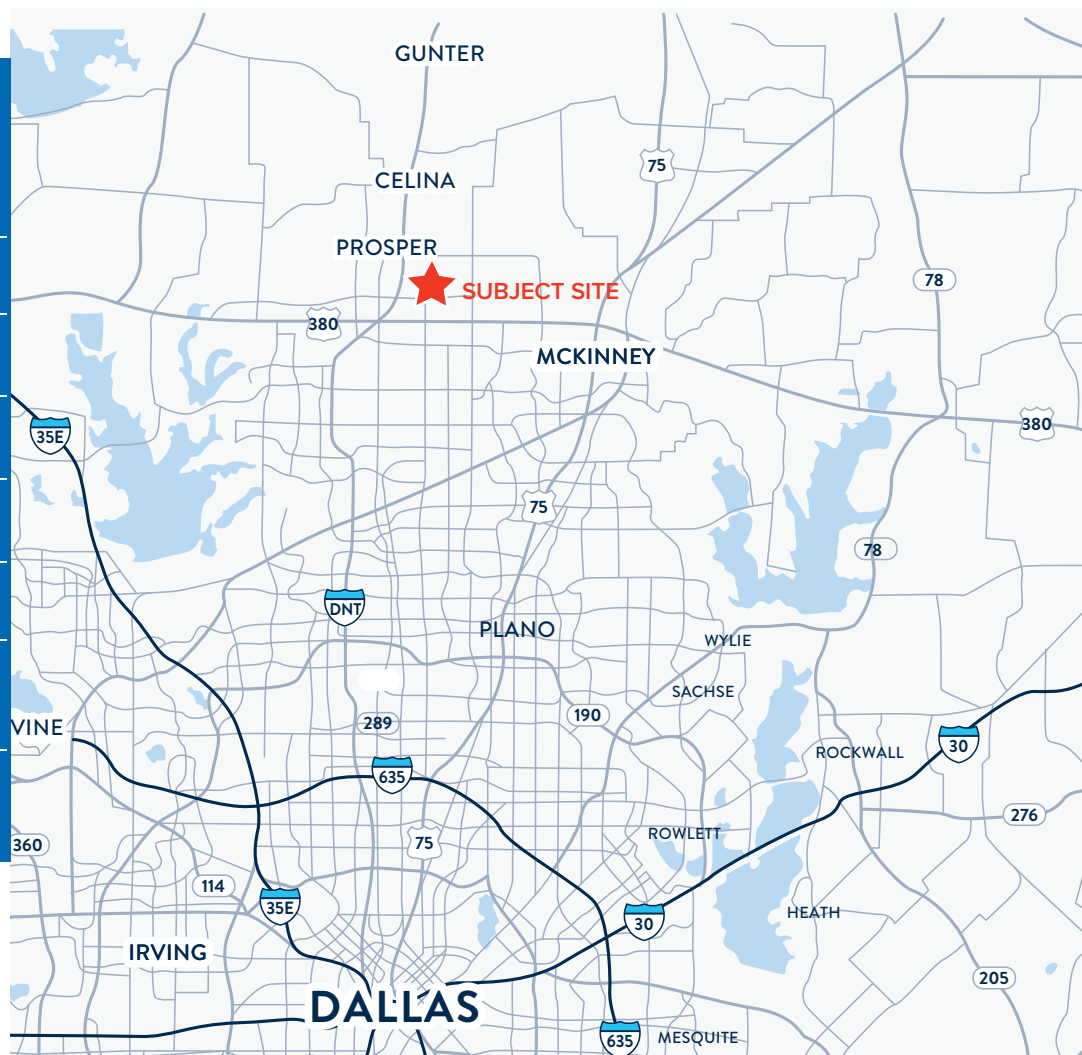 GUNTER
75
CELINA
PROSPER
78
SUBJECT SITE
380
MCKINNEY
380
35E
75
78
DNT
PLANO
WYLIE
SACHSE
289
190
VINE
30
ROCKWALL
635
276
ROWLETT
75
360
114
35E
30
HEATH
IRVING
205
DALLAS
635
MESQUITE